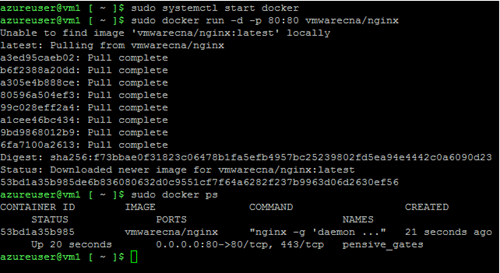 azureuser@vm1 [ ~ ]$ sudo systemctl start docker
azureuser@vm1 [ ~ ]$ sudo docker run -d -p 80:80 vmwarecna/nginx
Unable to find image 'vmwarecna/nginx:latest' locally
latest: Pulling from vmwarecna/nginx
a3ed95caeb02: Pull complete
b6f2388a20dd: Pull complete
a305e4b888ce: Pull complete
80596a504ef3: Pull complete
99c028eff2a4: Pull complete
a1cee46bc434: Pull complete
9bd9868012b9: Pull complete
6fa7100a2613: Pull complete
Digest: sha256:f73bbae0f31823c06478b1fa5efb4957bc25239802fd5ea94e4442c0a6090d23
Status: Downloaded newer image for vmwarecna/nginx:latest
53bd1a35b985de6b836080632d0c9551cf7f64a6282f237b9963d06d2630ef56
azureuser@vm1 [ ~ ]$ sudo docker ps
CONTAINER ID IMAGE COMMAND CREATED
STATUS PORTS NAMES
53bd1a35b985 vmwarecna/nginx "nginx -g 'daemon ..." 21 seconds ago
Up 20 seconds 0.0.0.0:80->80/tcp, 443/tcp pensive_gates
azureuser@vm1 [ ~ ]$